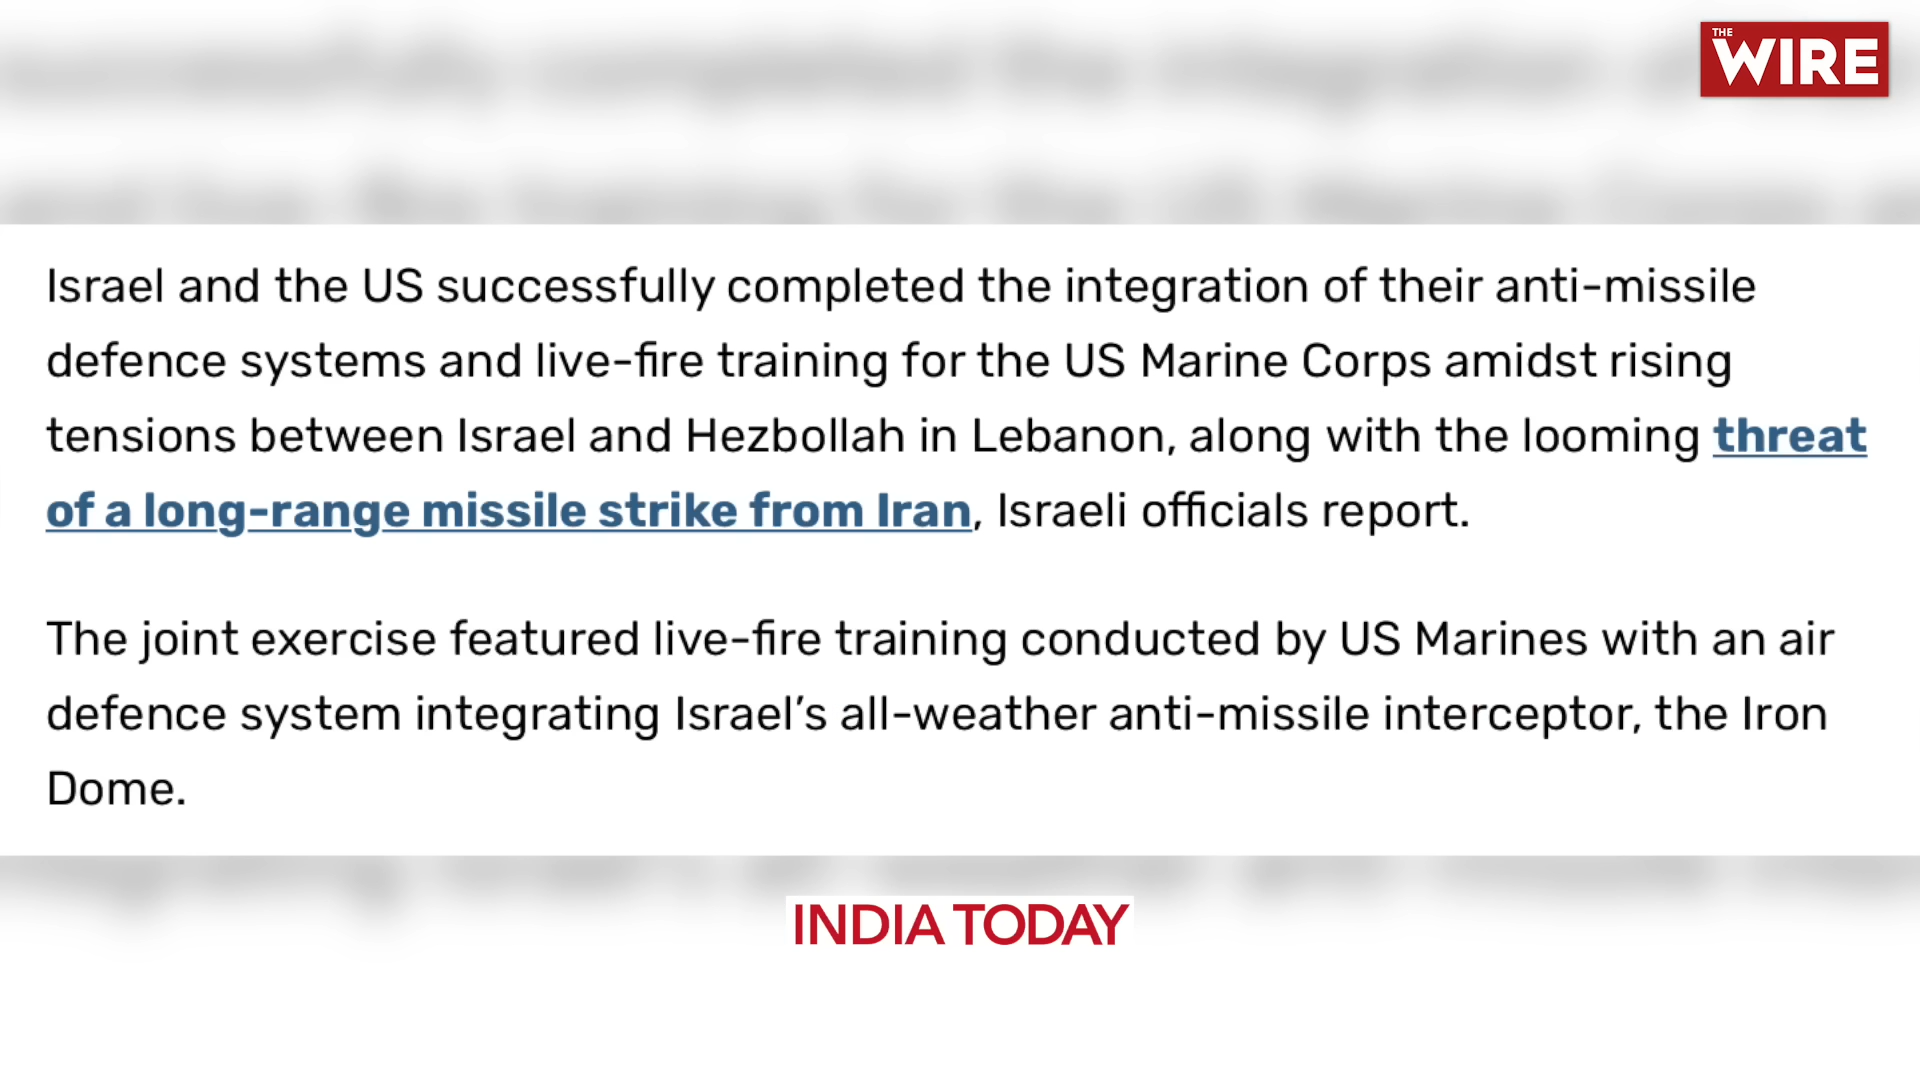 THE
WIRE
Israel and the US successfully completed the integration of their anti-missile
defence systems and live-fire training for the US Marine Corps amidst rising
tensions between Israel and Hezbollah in Lebanon, along with the looming threat
of a long-range missile strike from Iran, Israeli officials report.
The joint exercise featured live-fire training conducted by US Marines with an air
defence system integrating Israel’s all-weather anti-missile interceptor, the Iron
Dome.
INDIA TODAY